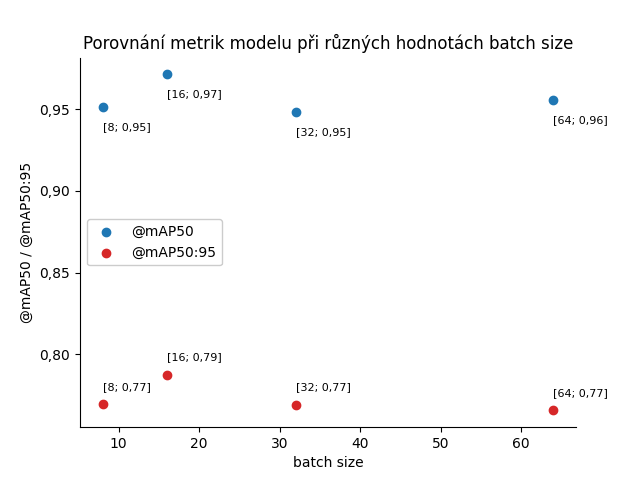 Porovnání metrik modelu při různých hodnotách batch size
0,95
0,90
0,85
0,80
@mAP50 / @mAP50:95
[8; 0,95]
[16; 0,97]
[32; 0,95]
[64; 0,96]
@mAP50
@mAP50:95
[8; 0,77]
[16; 0,79]
[32; 0,77]
[64; 0,77]
10 20 30 40 50 60
batch size